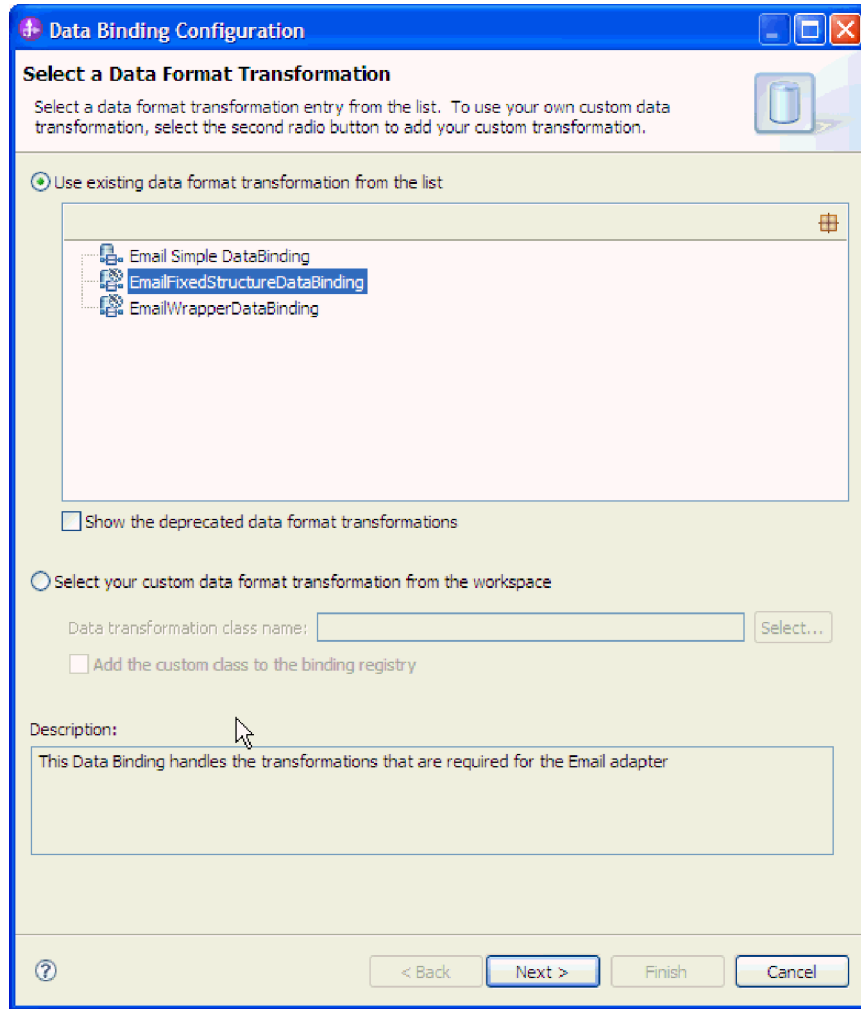 Data Binding Configuration
Select a Data Format Transformation
Select a data format transformation entry from the list. To use your own custom data
transformation, select the second radio button to add your custom transformation.
Use existing data format transformation from the list
Email Simple DataBinding
EmailFixedStructureDataBinding
EmailWrapperDataBinding
Show the deprecated data format transformations
Select your custom data format transformation from the workspace
Data transformation class name: Select...
Add the custom class to the binding registry
Description:
This Data Binding handles the transformations that are required for the Email adapter
? < Back Next > Finish Cancel